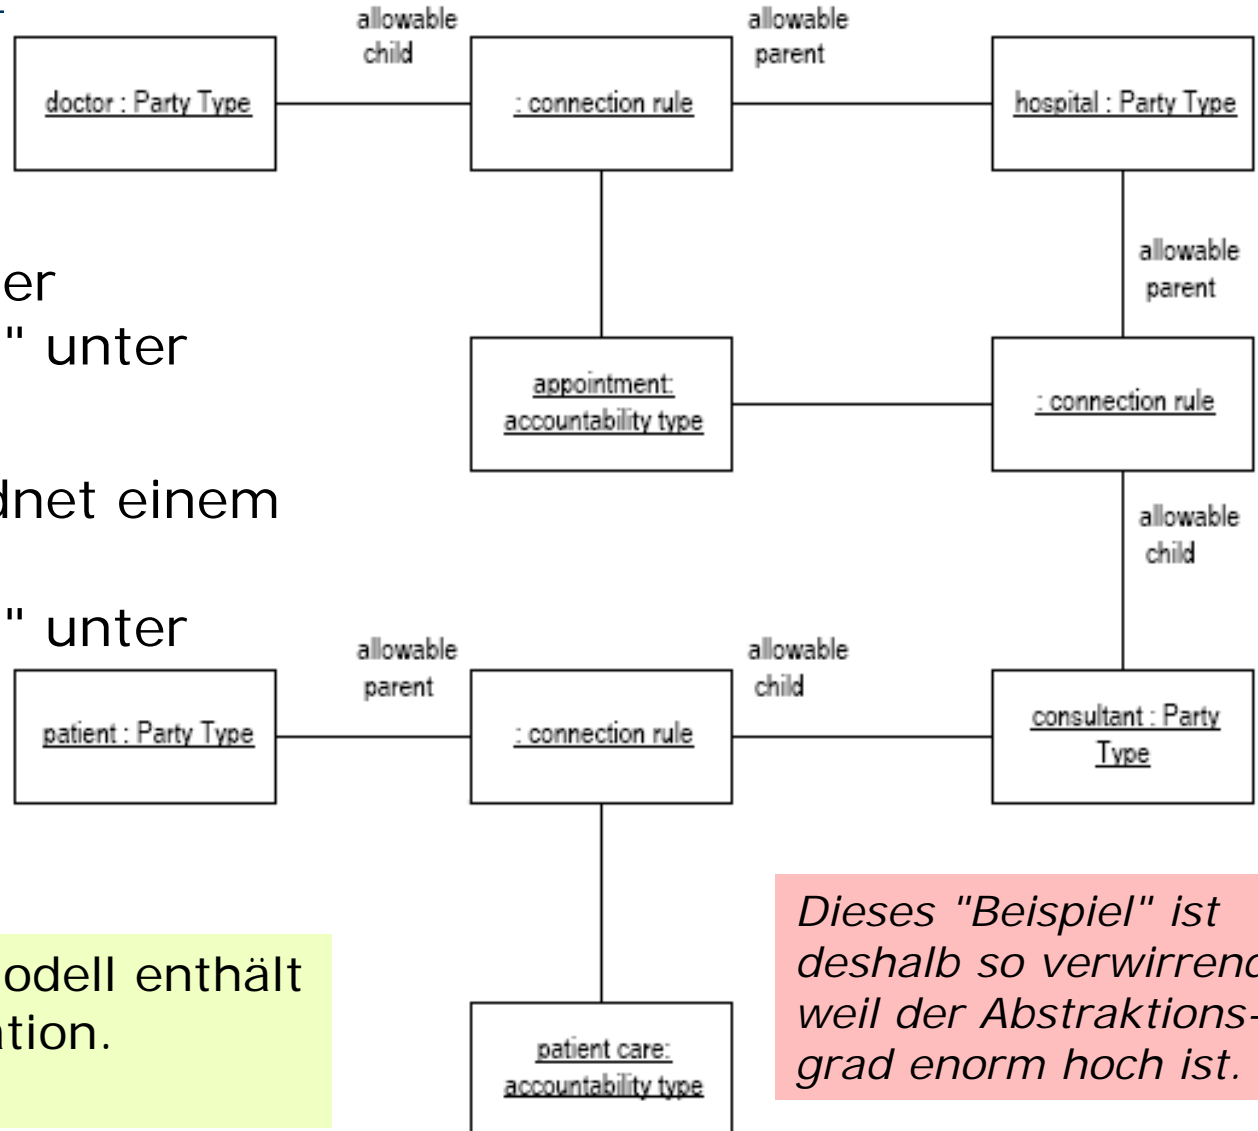 allowable
child
allowable
parent
doctor : Party Type
: connection rule
hospital : Party Type
allowable
parent
er
" unter
appointment:
accountability type
: connection rule
dnet einem
allowable
child
" unter
allowable
parent
allowable
child
patient : Party Type
: connection rule
consultant : Party
Type
odell enthält
ation.
Dieses "Beispiel" ist
deshalb so verwirrend
weil der Abstraktions-
grad enorm hoch ist.
patient care:
accountability type